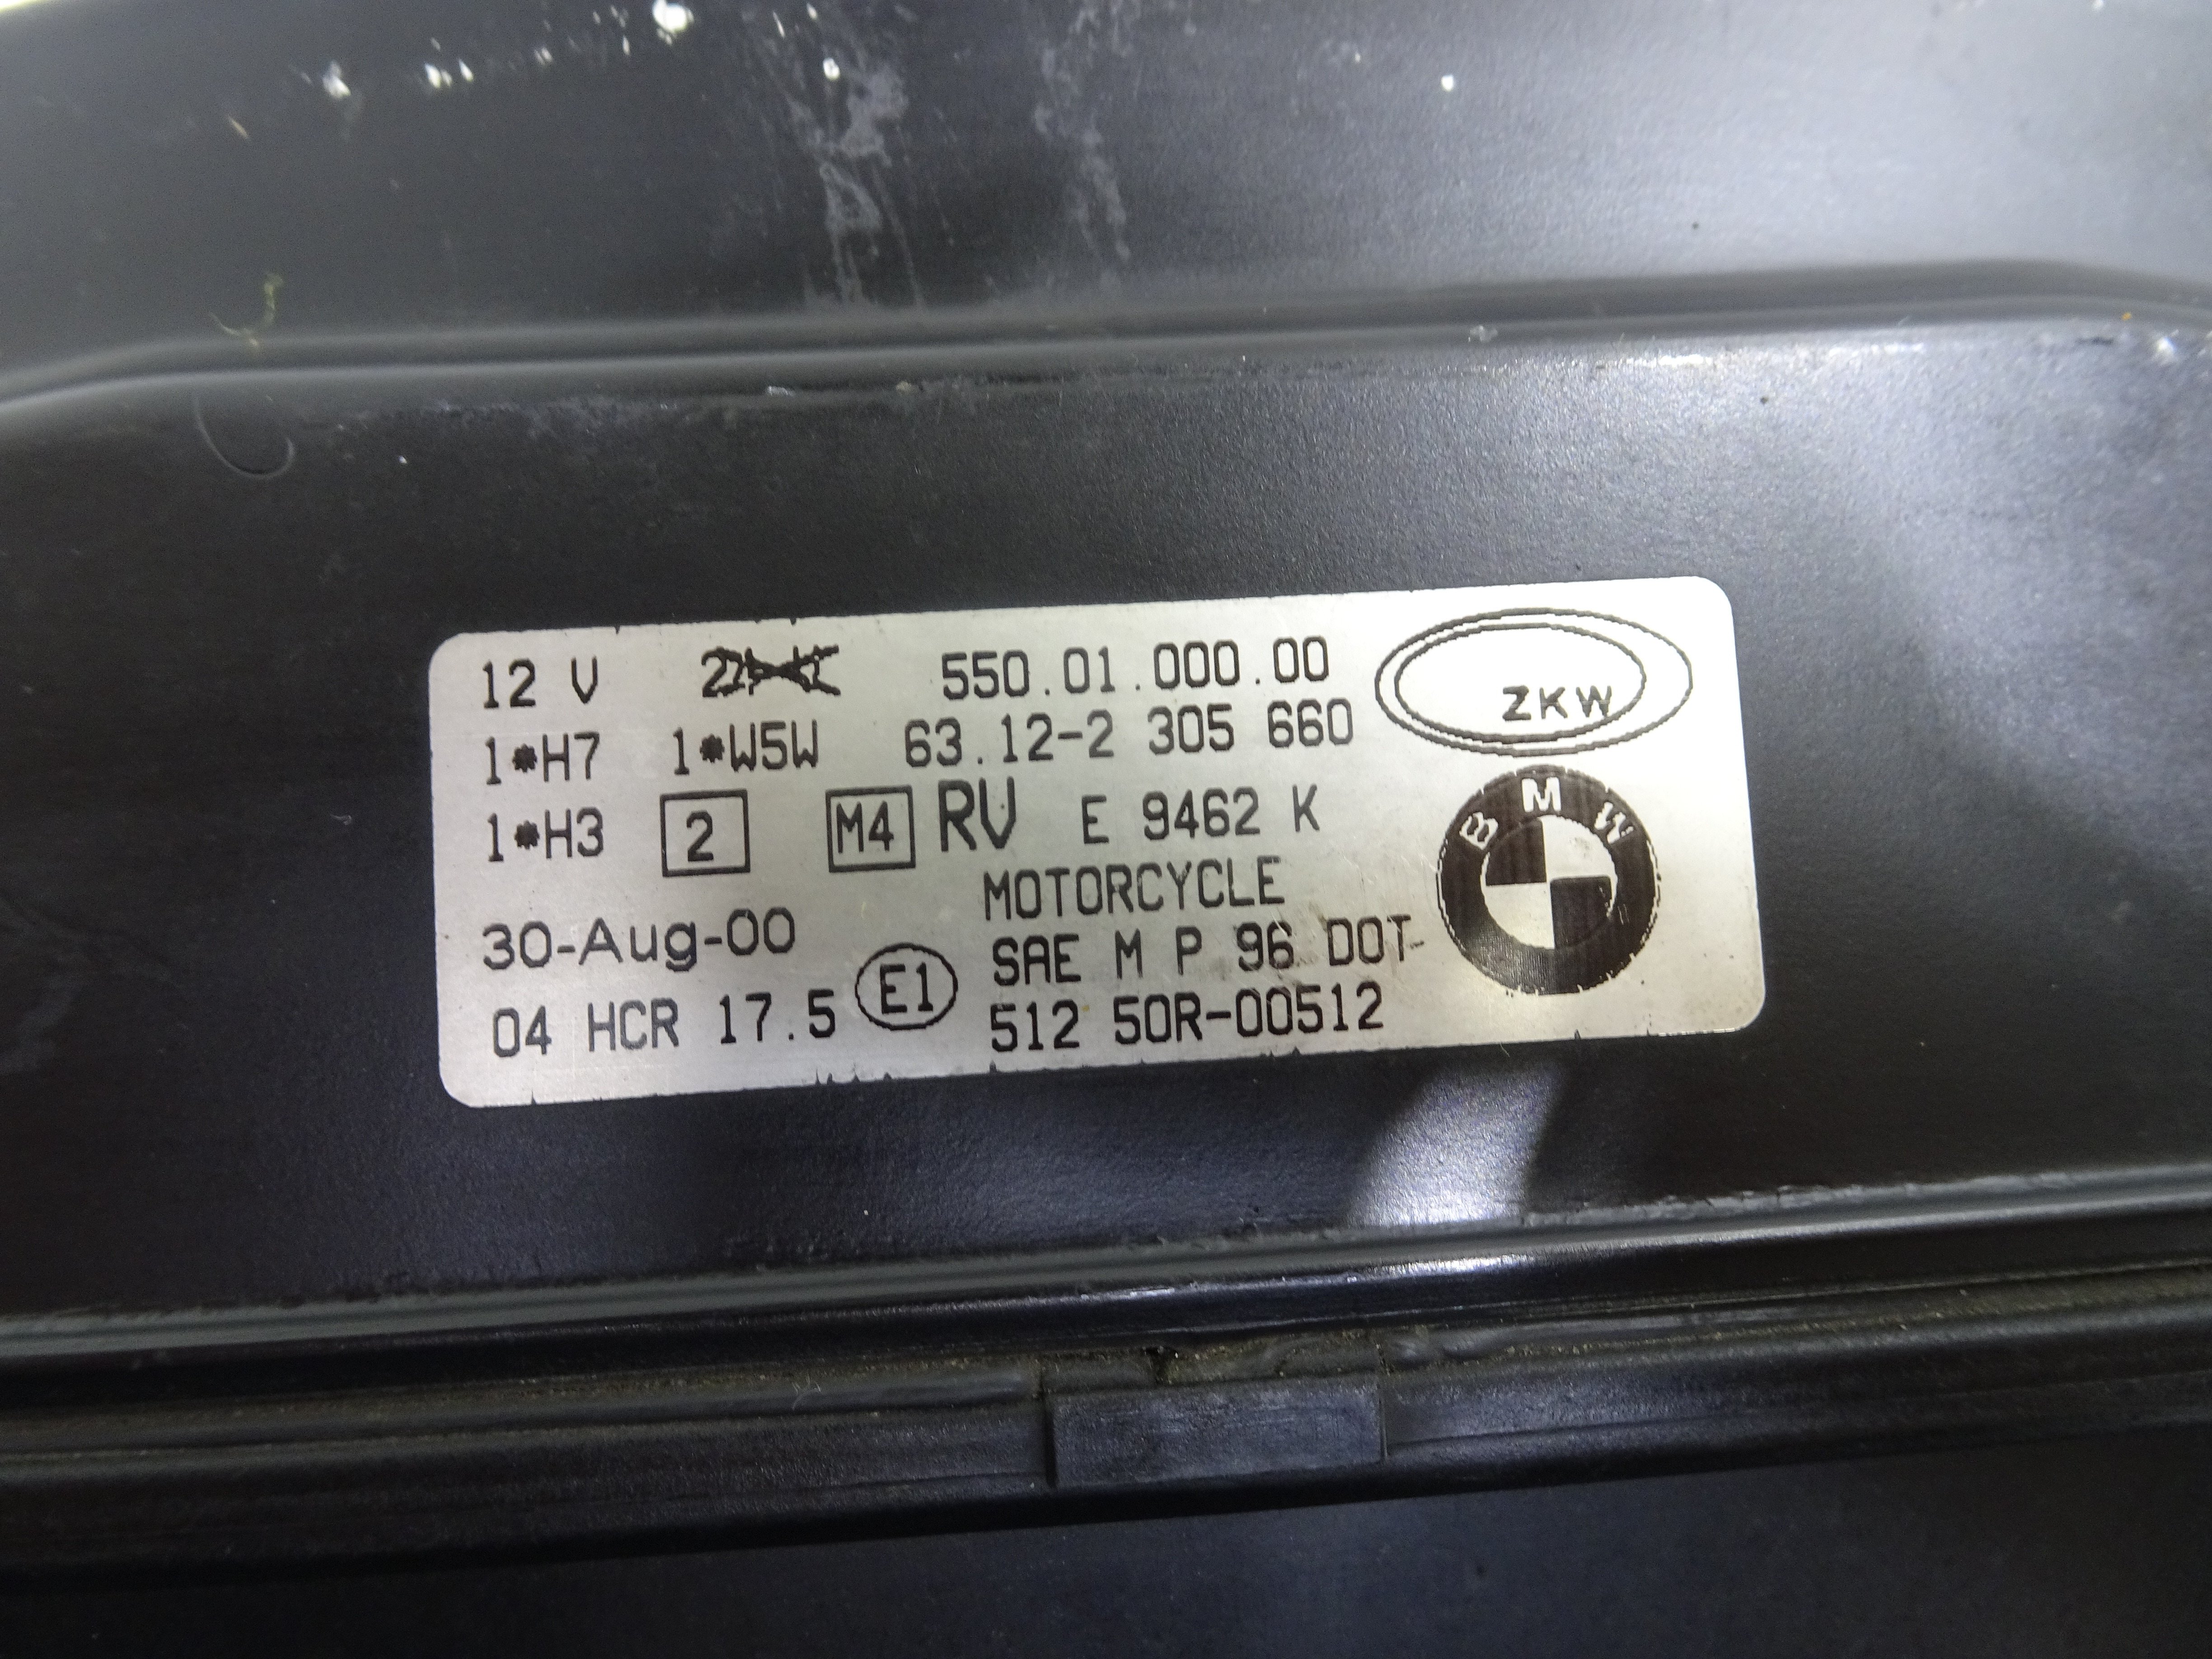 12 V 550.01.000.00
ZKW
1*H7 1*W5W 63.12-2 305 660
1*H3 2 M4 RV E 9462 K
BMW
MOTORCYCLE
30-Aug-00 SAE M P 96 DOT
04 HCR 17.5 E1 512 50R-00512